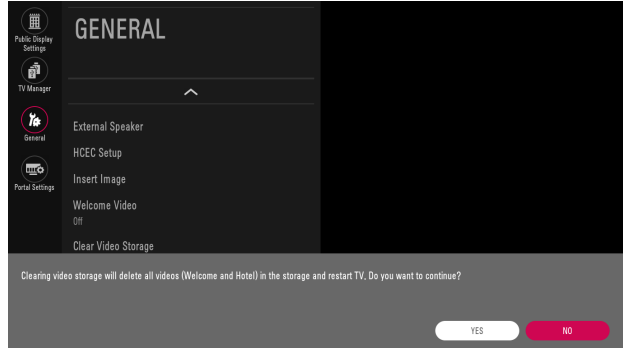 Public Display
Settings
TV Manager
General
Portal Settings
GENERAL
External Speaker
HCEC Setup
Insert Image
Welcome Video
Off
Clear Video Storage
Clearing video storage will delete all videos (Welcome and Hotel) in the storage and restart TV. Do you want to continue?
YES
NO